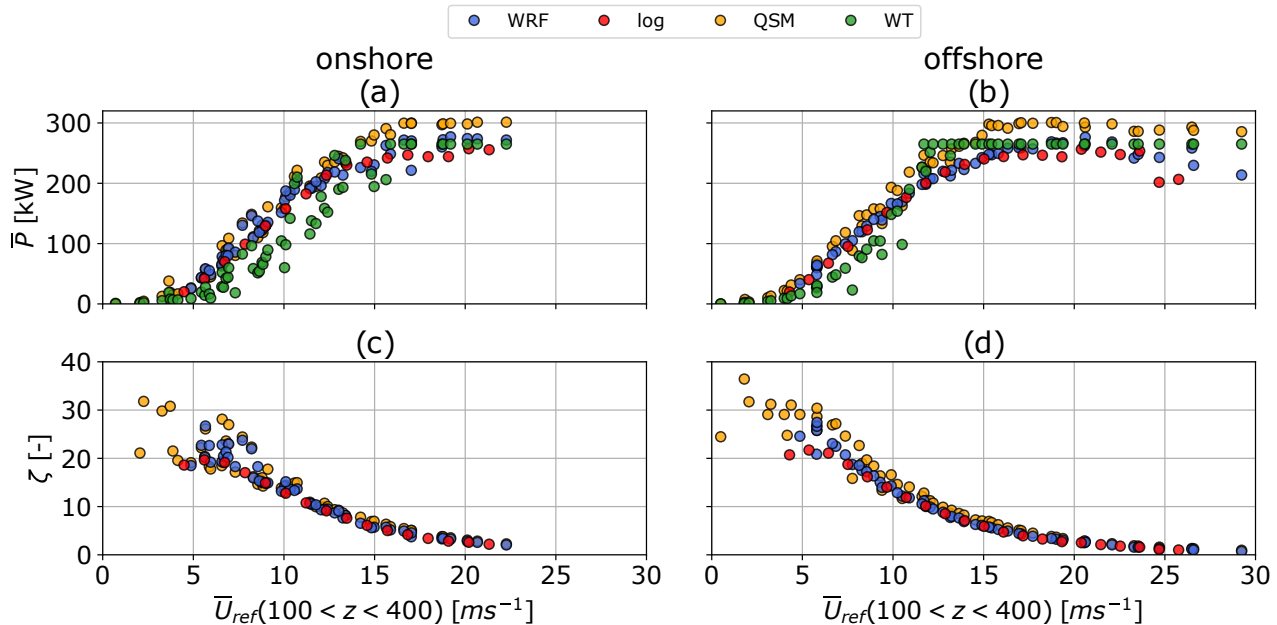 WRF log QSM WT
onshore offshore
(a) (b)
300
200
100
0
P̅ [kW]
(c) (d)
40
30
20
10
0
ζ [-]
0 5 10 15 20 25 30
0 5 10 15 20 25 30
U̅ref(100 < z < 400) [ms⁻¹]
U̅ref(100 < z < 400) [ms⁻¹]